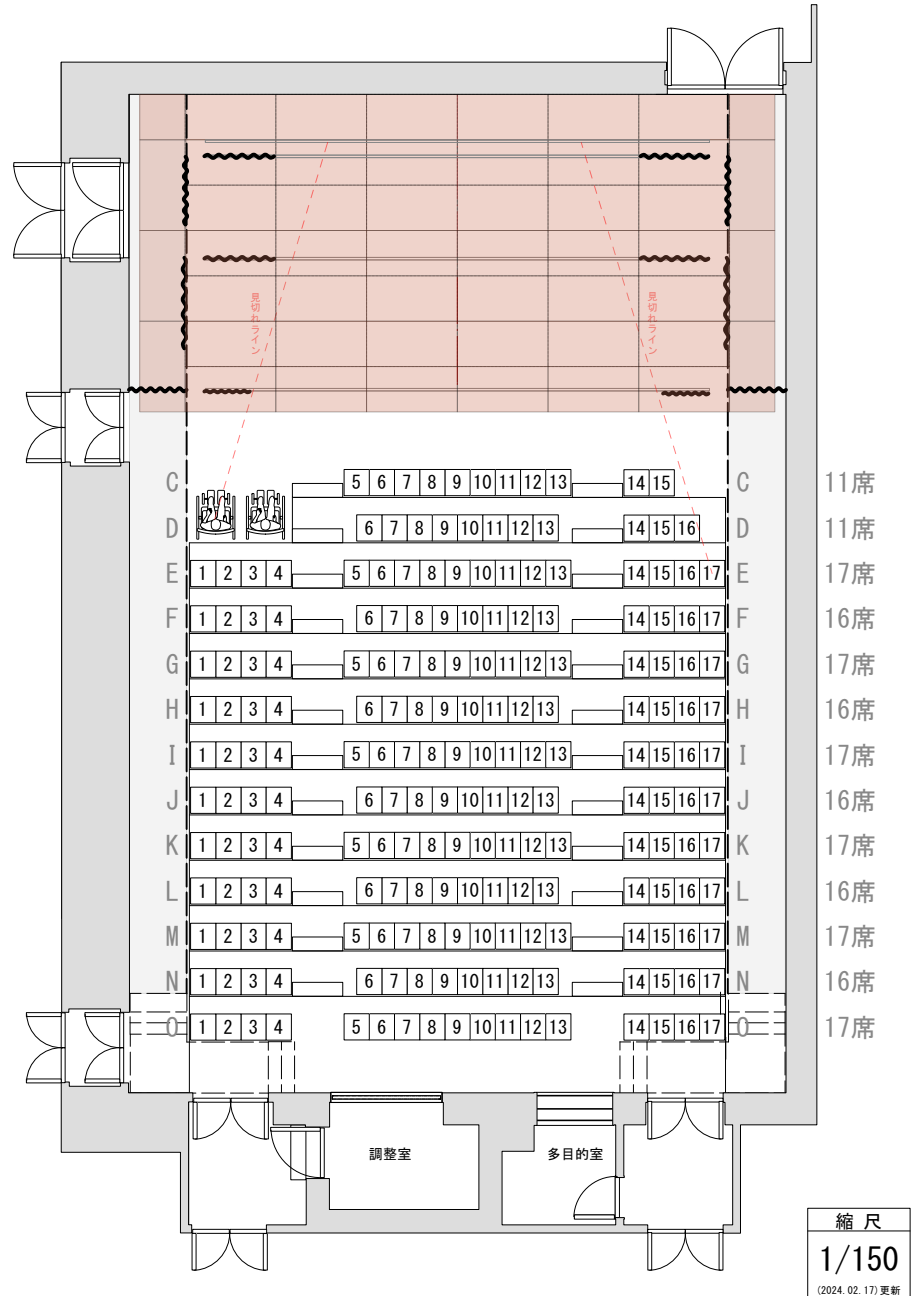 見切れライン
見切れライン
C 5 6 7 8 9 10 11 12 13 14 15 C 11席
D 6 7 8 9 10 11 12 13 14 15 16 D 11席
E 1 2 3 4 5 6 7 8 9 10 11 12 13 14 15 16 17 E 17席
F 1 2 3 4 6 7 8 9 10 11 12 13 14 15 16 17 F 16席
G 1 2 3 4 5 6 7 8 9 10 11 12 13 14 15 16 17 G 17席
H 1 2 3 4 6 7 8 9 10 11 12 13 14 15 16 17 H 16席
I 1 2 3 4 5 6 7 8 9 10 11 12 13 14 15 16 17 I 17席
J 1 2 3 4 6 7 8 9 10 11 12 13 14 15 16 17 J 16席
K 1 2 3 4 5 6 7 8 9 10 11 12 13 14 15 16 17 K 17席
L 1 2 3 4 6 7 8 9 10 11 12 13 14 15 16 17 L 16席
M 1 2 3 4 5 6 7 8 9 10 11 12 13 14 15 16 17 M 17席
N 1 2 3 4 6 7 8 9 10 11 12 13 14 15 16 17 N 16席
O 1 2 3 4 5 6 7 8 9 10 11 12 13 14 15 16 17 O 17席
調整室
多目的室
縮尺
1/150
(2024.02.17)更新